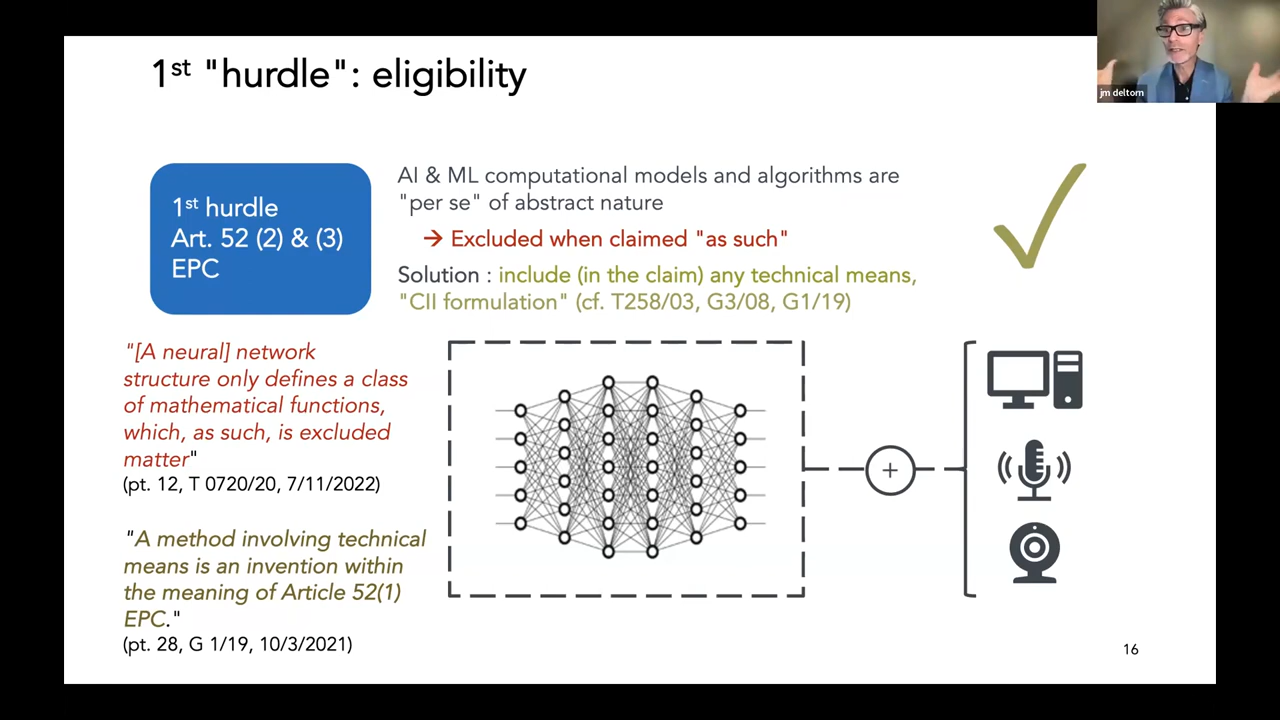 1st "hurdle": eligibility
jm deltorn
1st hurdle
Art. 52 (2) & (3)
EPC
AI & ML computational models and algorithms are
"per se" of abstract nature
→ Excluded when claimed "as such"
Solution : include (in the claim) any technical means,
"CII formulation" (cf. T258/03, G3/08, G1/19)
"[A neural] network
structure only defines a class
of mathematical functions,
which, as such, is excluded
matter"
(pt. 12, T 0720/20, 7/11/2022)
"A method involving technical
means is an invention within
the meaning of Article 52(1)
EPC."
(pt. 28, G 1/19, 10/3/2021)
+
16